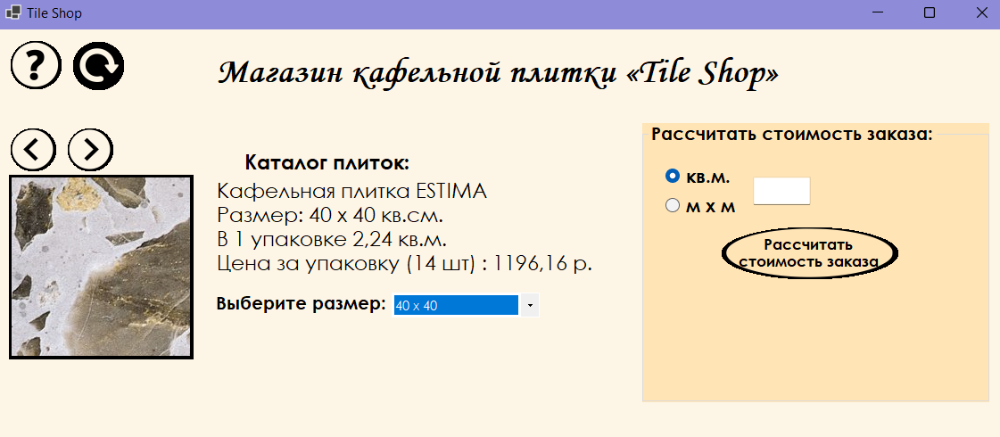 Tile Shop
?
Магазин кафельной плитки «Tile Shop»
Каталог плиток:
Кафельная плитка ESTIMA
Размер: 40 х 40 кв.см.
В 1 упаковке 2,24 кв.м.
Цена за упаковку (14 шт) : 1196,16 р.
Выберите размер:
40 x 40
Рассчитать стоимость заказа:
кв.м.
м х м
Рассчитать
стоимость заказа